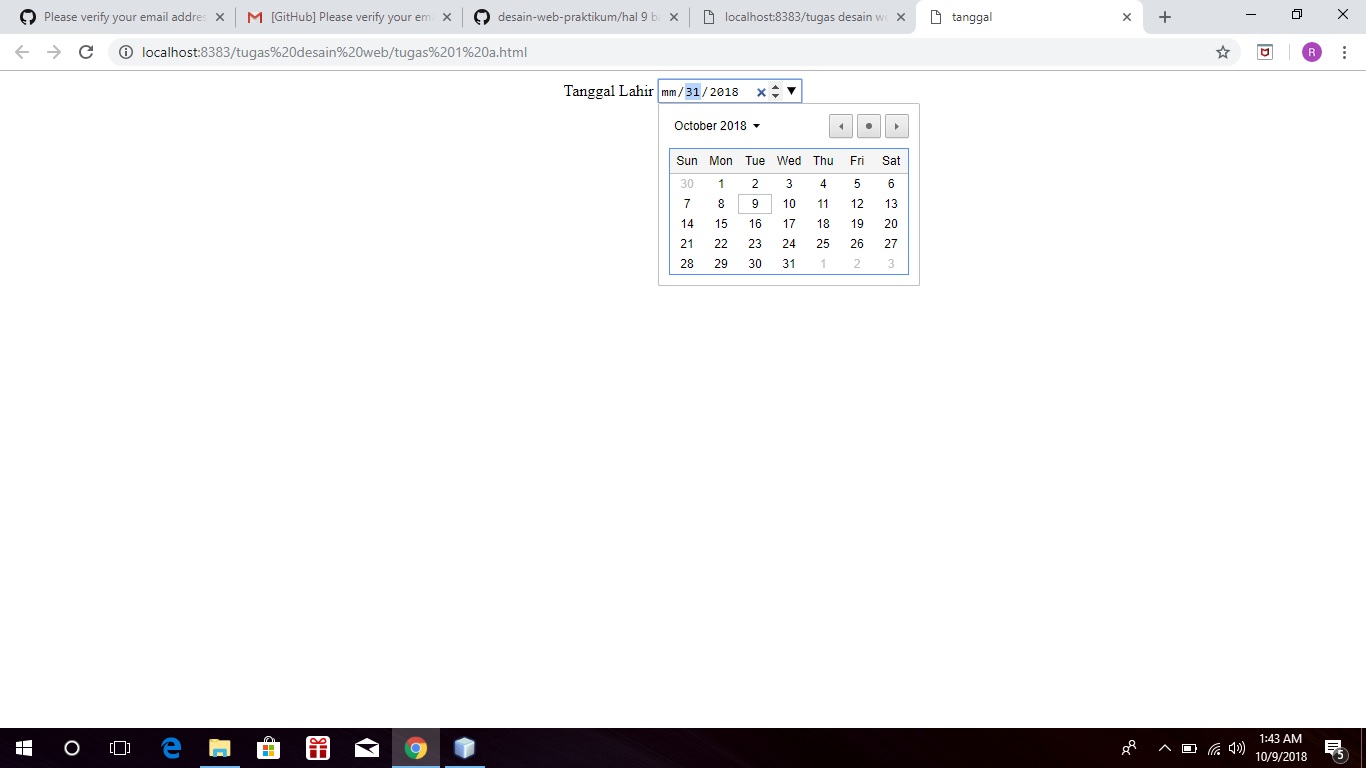 Please verify your email addres
[GitHub] Please verify your ema
desain-web-praktikum/hal 9 ba
localhost:8383/tugas desain we
tanggal
localhost:8383/tugas%20desain%20web/tugas%201%20a.html
R
Tanggal Lahir mm/31/2018
October 2018
Sun Mon Tue Wed Thu Fri Sat
30 1 2 3 4 5 6
7 8 9 10 11 12 13
14 15 16 17 18 19 20
21 22 23 24 25 26 27
28 29 30 31 1 2 3
1:43 AM
10/9/2018
5